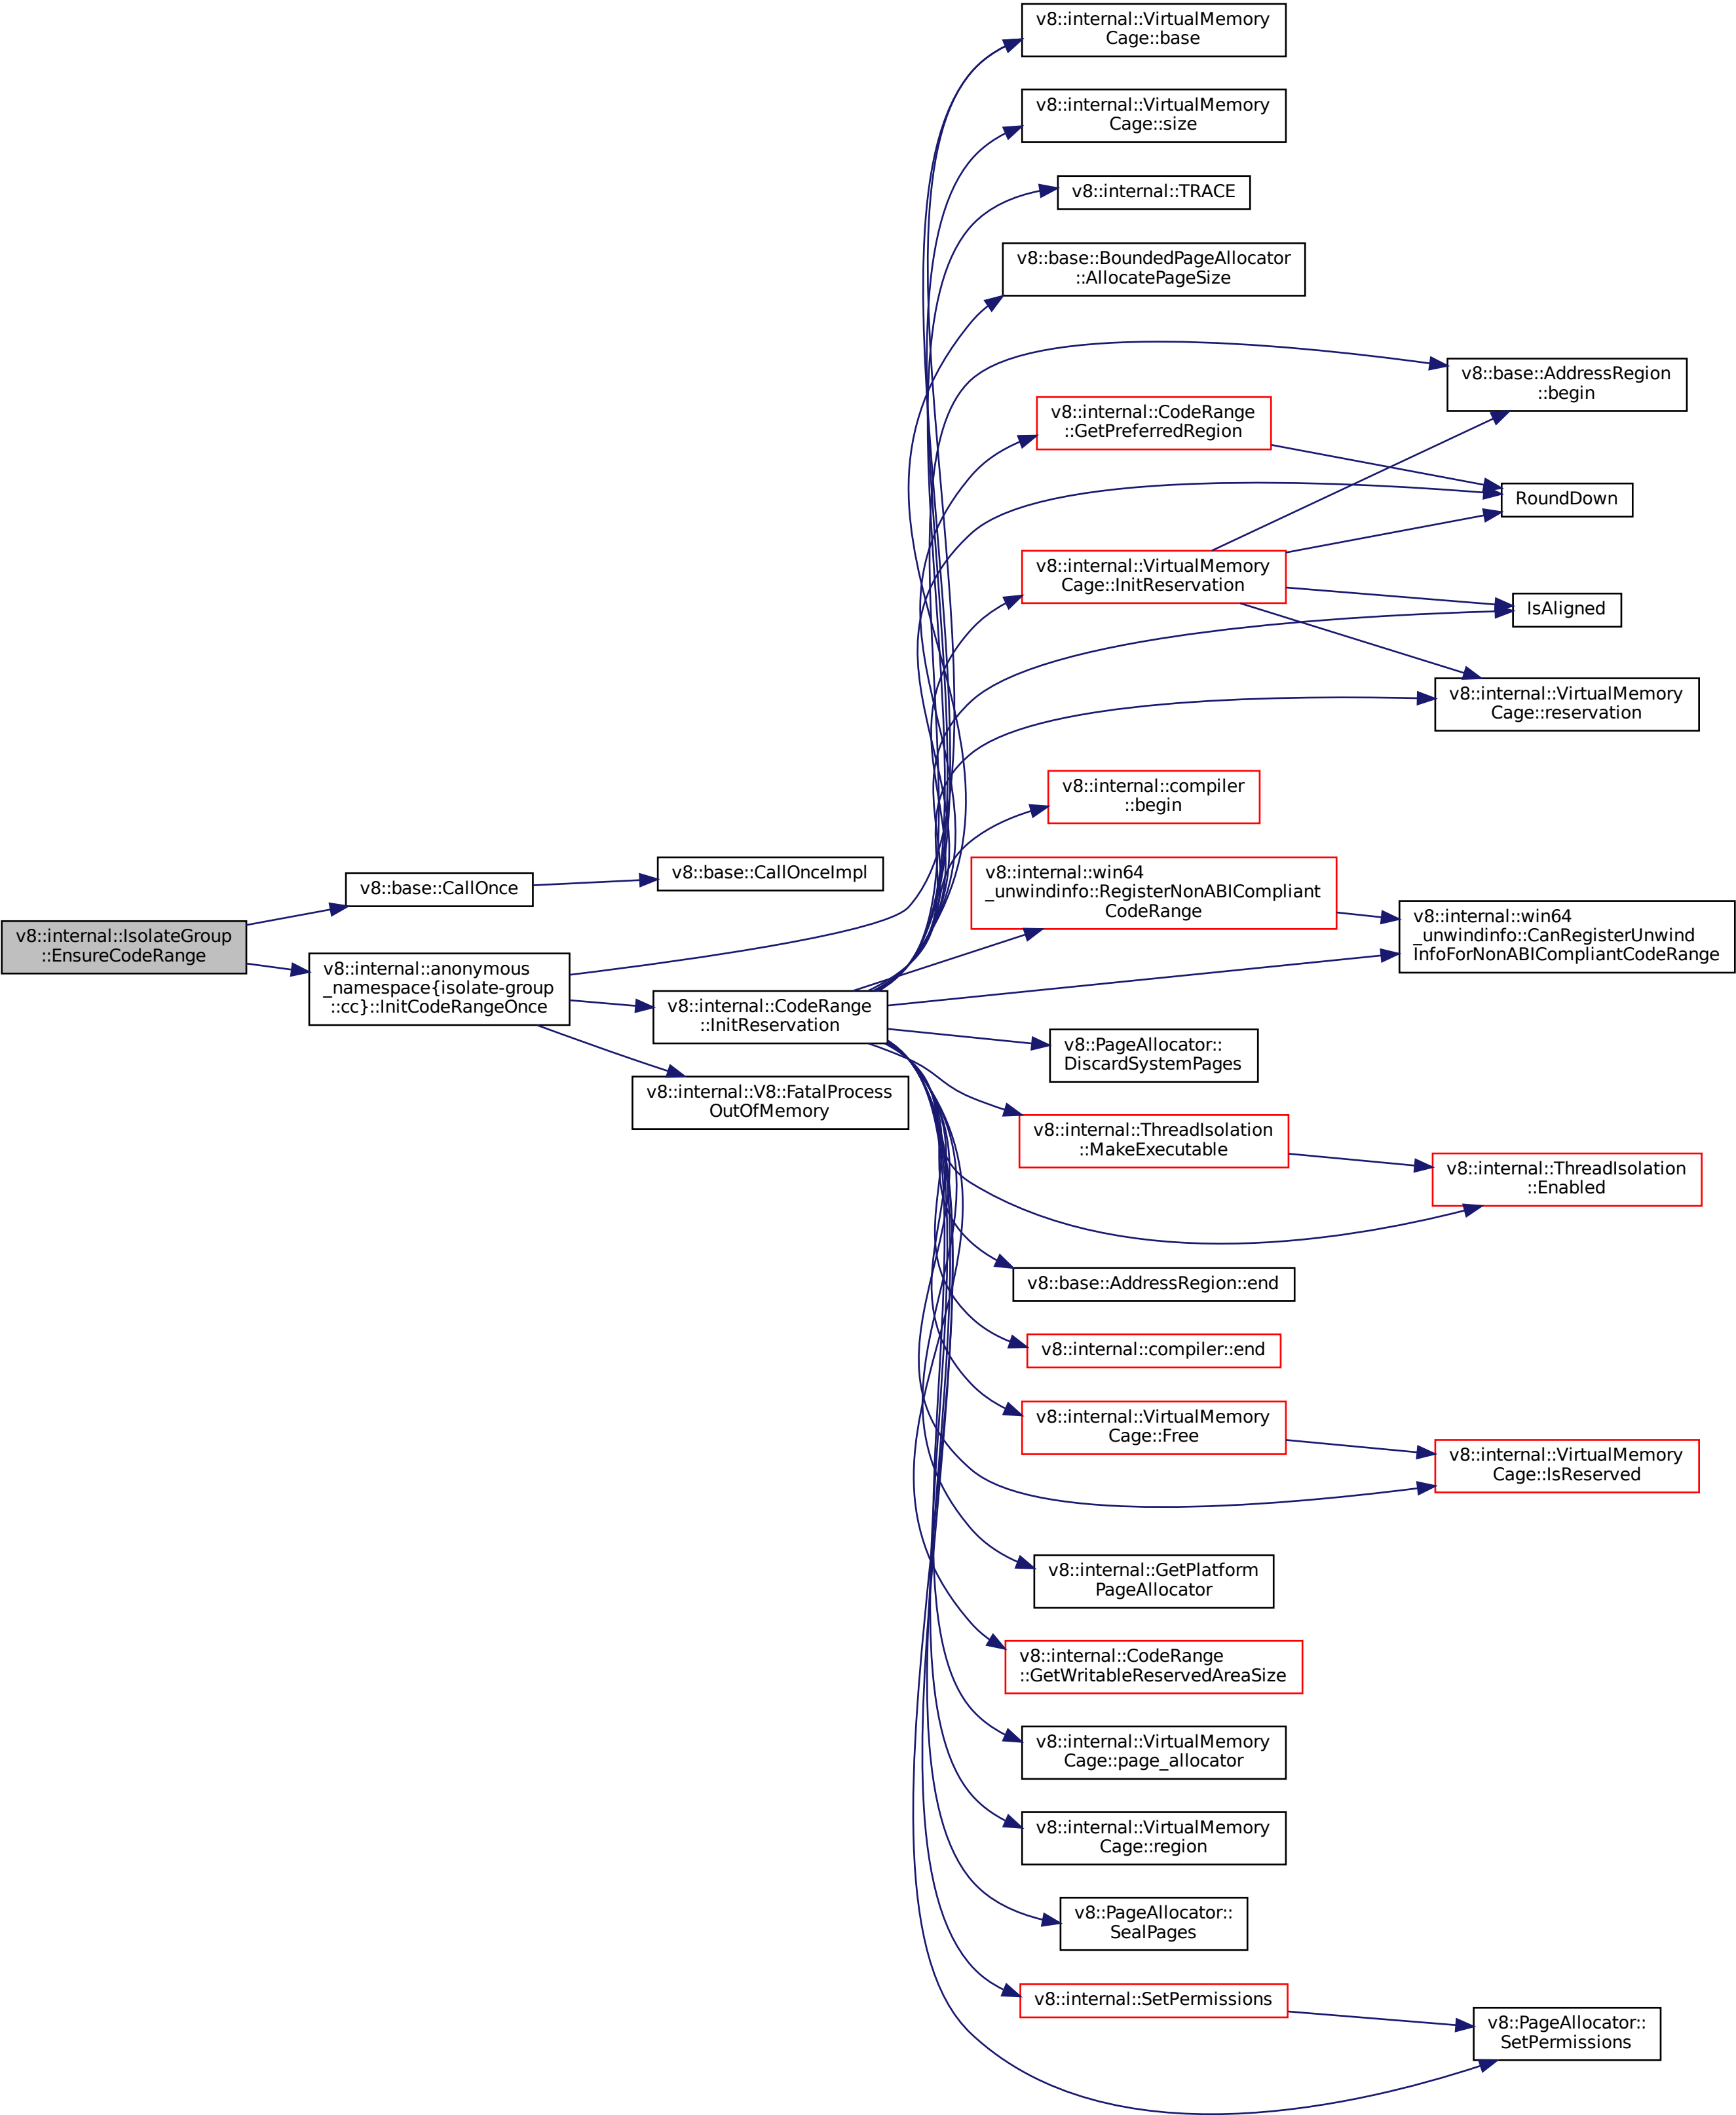 v8::internal::IsolateGroup
::EnsureCodeRange
v8::base::CallOnce
v8::base::CallOnceImpl
v8::internal::anonymous
_namespace{isolate-group
::cc}::InitCodeRangeOnce
v8::internal::CodeRange
::InitReservation
v8::internal::V8::FatalProcess
OutOfMemory
v8::internal::VirtualMemory
Cage::base
v8::internal::VirtualMemory
Cage::size
v8::internal::TRACE
v8::base::BoundedPageAllocator
::AllocatePageSize
v8::base::AddressRegion
::begin
v8::internal::CodeRange
::GetPreferredRegion
RoundDown
v8::internal::VirtualMemory
Cage::InitReservation
IsAligned
v8::internal::VirtualMemory
Cage::reservation
v8::internal::compiler
::begin
v8::internal::win64
_unwindinfo::RegisterNonABICompliant
CodeRange
v8::internal::win64
_unwindinfo::CanRegisterUnwind
InfoForNonABICompliantCodeRange
v8::PageAllocator::
DiscardSystemPages
v8::internal::ThreadIsolation
::MakeExecutable
v8::internal::ThreadIsolation
::Enabled
v8::base::AddressRegion::end
v8::internal::compiler::end
v8::internal::VirtualMemory
Cage::Free
v8::internal::VirtualMemory
Cage::IsReserved
v8::internal::GetPlatform
PageAllocator
v8::internal::CodeRange
::GetWritableReservedAreaSize
v8::internal::VirtualMemory
Cage::page_allocator
v8::internal::VirtualMemory
Cage::region
v8::PageAllocator::
SealPages
v8::internal::SetPermissions
v8::PageAllocator::
SetPermissions